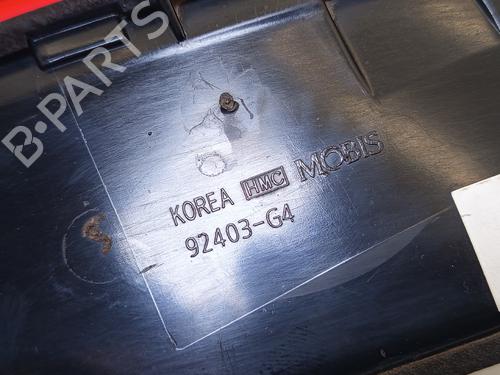 B-PARTS
KOREA HMC MOBIS
92403-G4